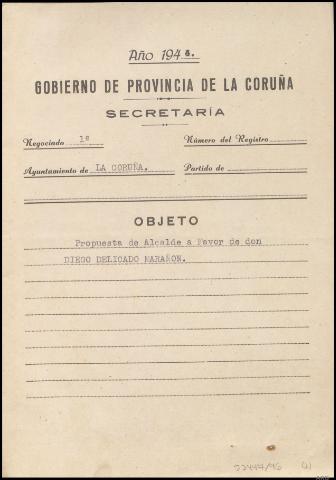 Año 194
GOBIERNO DE PROVINCIA DE LA CORUÑA
SECRETARÍA
Negociado 1º Número del Registro
Ayuntamiento de LA CORUÑA. Partido de
OBJETO
Propuesta de Alcalde a Favor de don
DIEGO DELICADO MARAÑON.
(1)